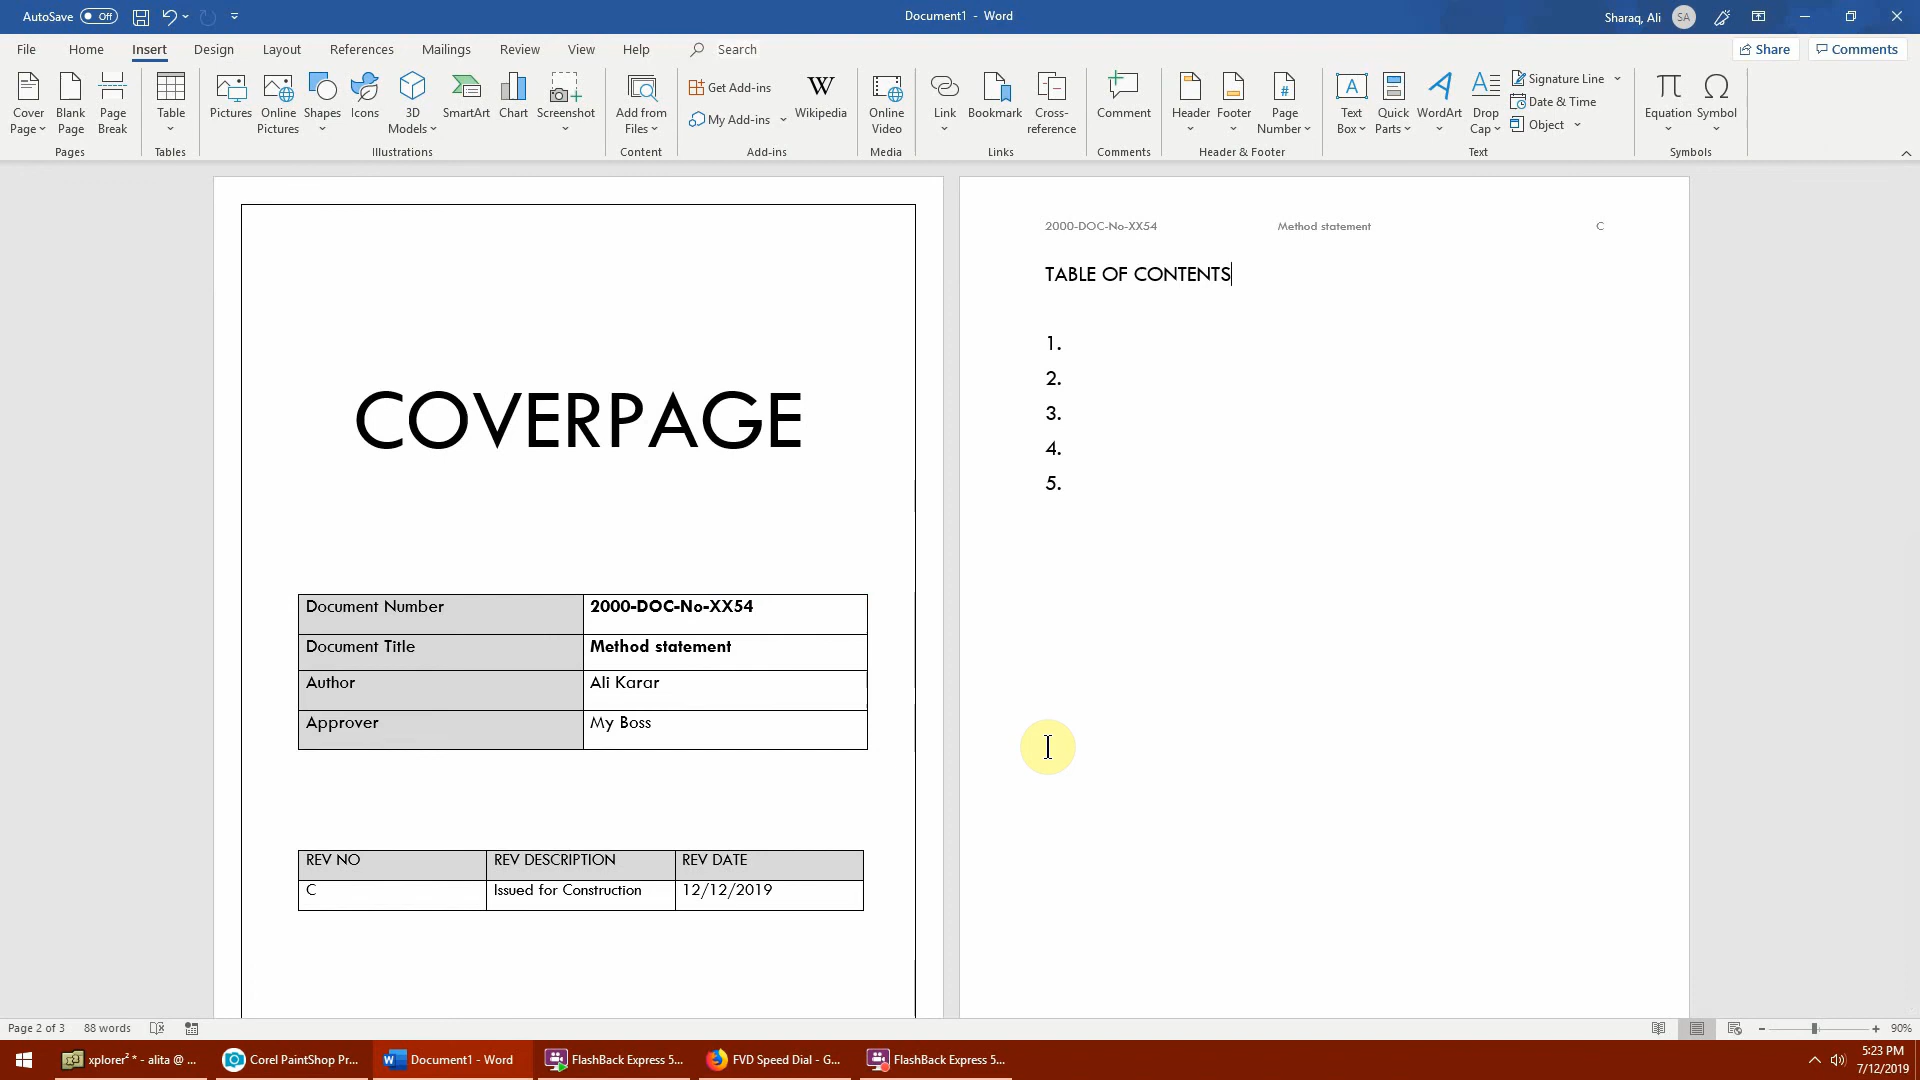 AutoSave Off
Document1 - Word
Sharaq, Ali SA
File Home Insert Design Layout References Mailings Review View Help Search
Share Comments
Cover Page
Blank Page
Page Break
Pages
Table
Tables
Pictures
Online Pictures
Shapes
Icons
3D Models
SmartArt
Chart
Screenshot
Illustrations
Add from Files
Content
Get Add-ins
My Add-ins
W
Wikipedia
Add-ins
Online Video
Media
Link
Bookmark
Cross-reference
Links
Comment
Comments
Header
Footer
Page Number
Header & Footer
Text Box
Quick Parts
WordArt
Drop Cap
Signature Line
Date & Time
Object
Text
Equation
Symbol
Symbols
COVERPAGE
Document Number 2000-DOC-No-XX54
Document Title Method statement
Author Ali Karar
Approver My Boss
REV NO REV DESCRIPTION REV DATE
C Issued for Construction 12/12/2019
2000-DOC-No-XX54 Method statement C
TABLE OF CONTENTS
1.
2.
3.
4.
5.
Page 2 of 3 88 words
90%
xplorer² * - alita @ ...
Corel PaintShop Pr...
Document1 - Word
FlashBack Express 5...
FVD Speed Dial - G...
FlashBack Express 5...
5:23 PM
7/12/2019